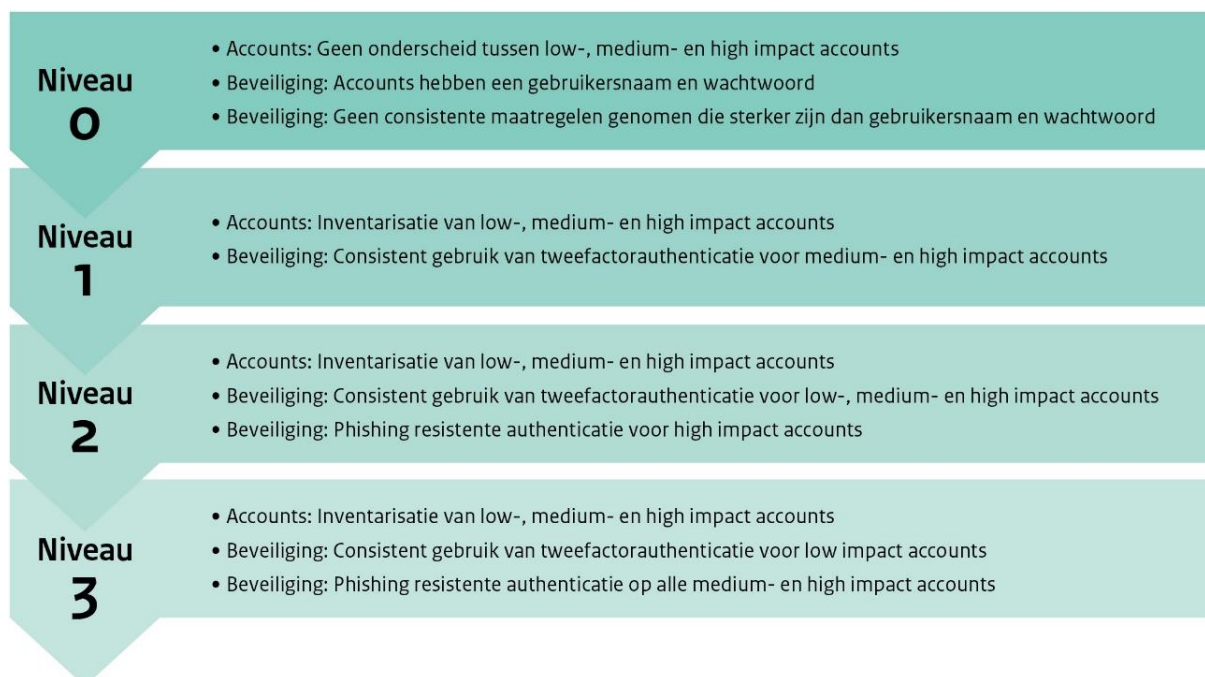 Niveau
0
• Accounts: Geen onderscheid tussen low-, medium- en high impact accounts
• Beveiliging: Accounts hebben een gebruikersnaam en wachtwoord
• Beveiliging: Geen consistente maatregelen genomen die sterker zijn dan gebruikersnaam en wachtwoord
Niveau
1
• Accounts: Inventarisatie van low-, medium- en high impact accounts
• Beveiliging: Consistent gebruik van tweefactorauthenticatie voor medium- en high impact accounts
Niveau
2
• Accounts: Inventarisatie van low-, medium- en high impact accounts
• Beveiliging: Consistent gebruik van tweefactorauthenticatie voor low-, medium- en high impact accounts
• Beveiliging: Phishing resistente authenticatie voor high impact accounts
Niveau
3
• Accounts: Inventarisatie van low-, medium- en high impact accounts
• Beveiliging: Consistent gebruik van tweefactorauthenticatie voor low impact accounts
• Beveiliging: Phishing resistente authenticatie op alle medium- en high impact accounts